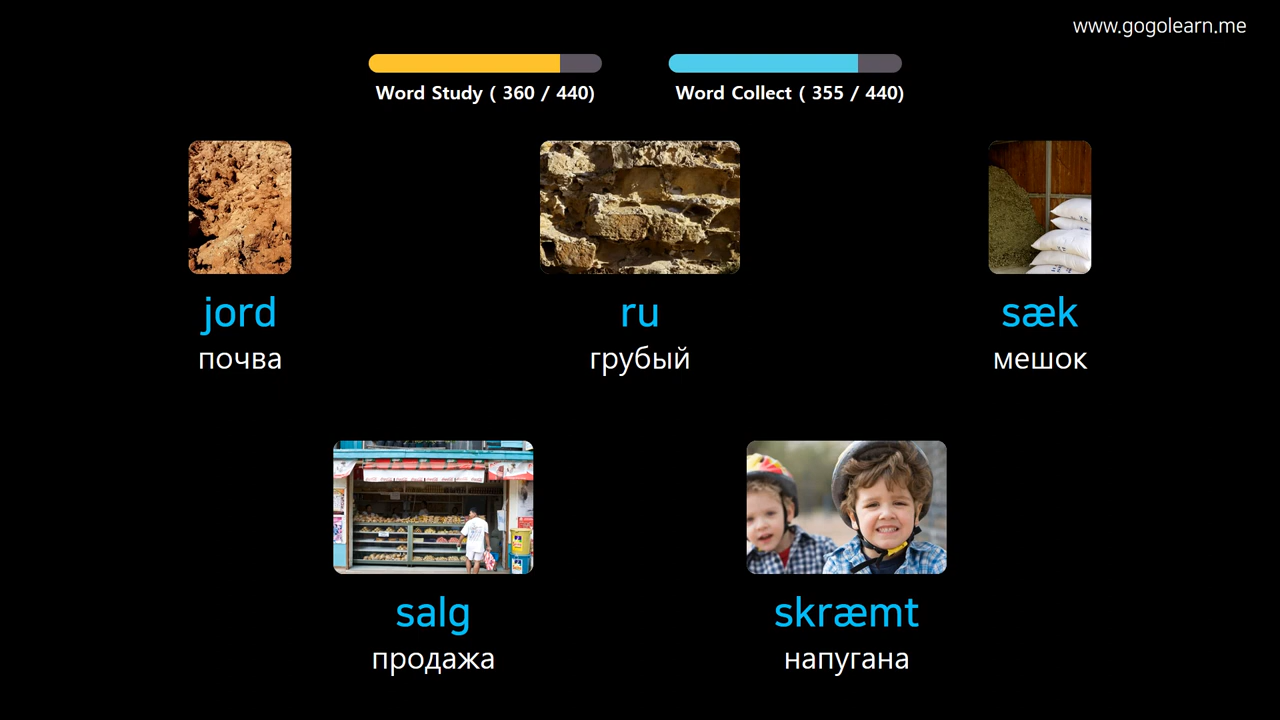 www.gogolearn.me
Word Study ( 360 / 440)
Word Collect ( 355 / 440)
jord
почва
ru
грубый
sæk
мешок
salg
продажа
skræmt
напугана